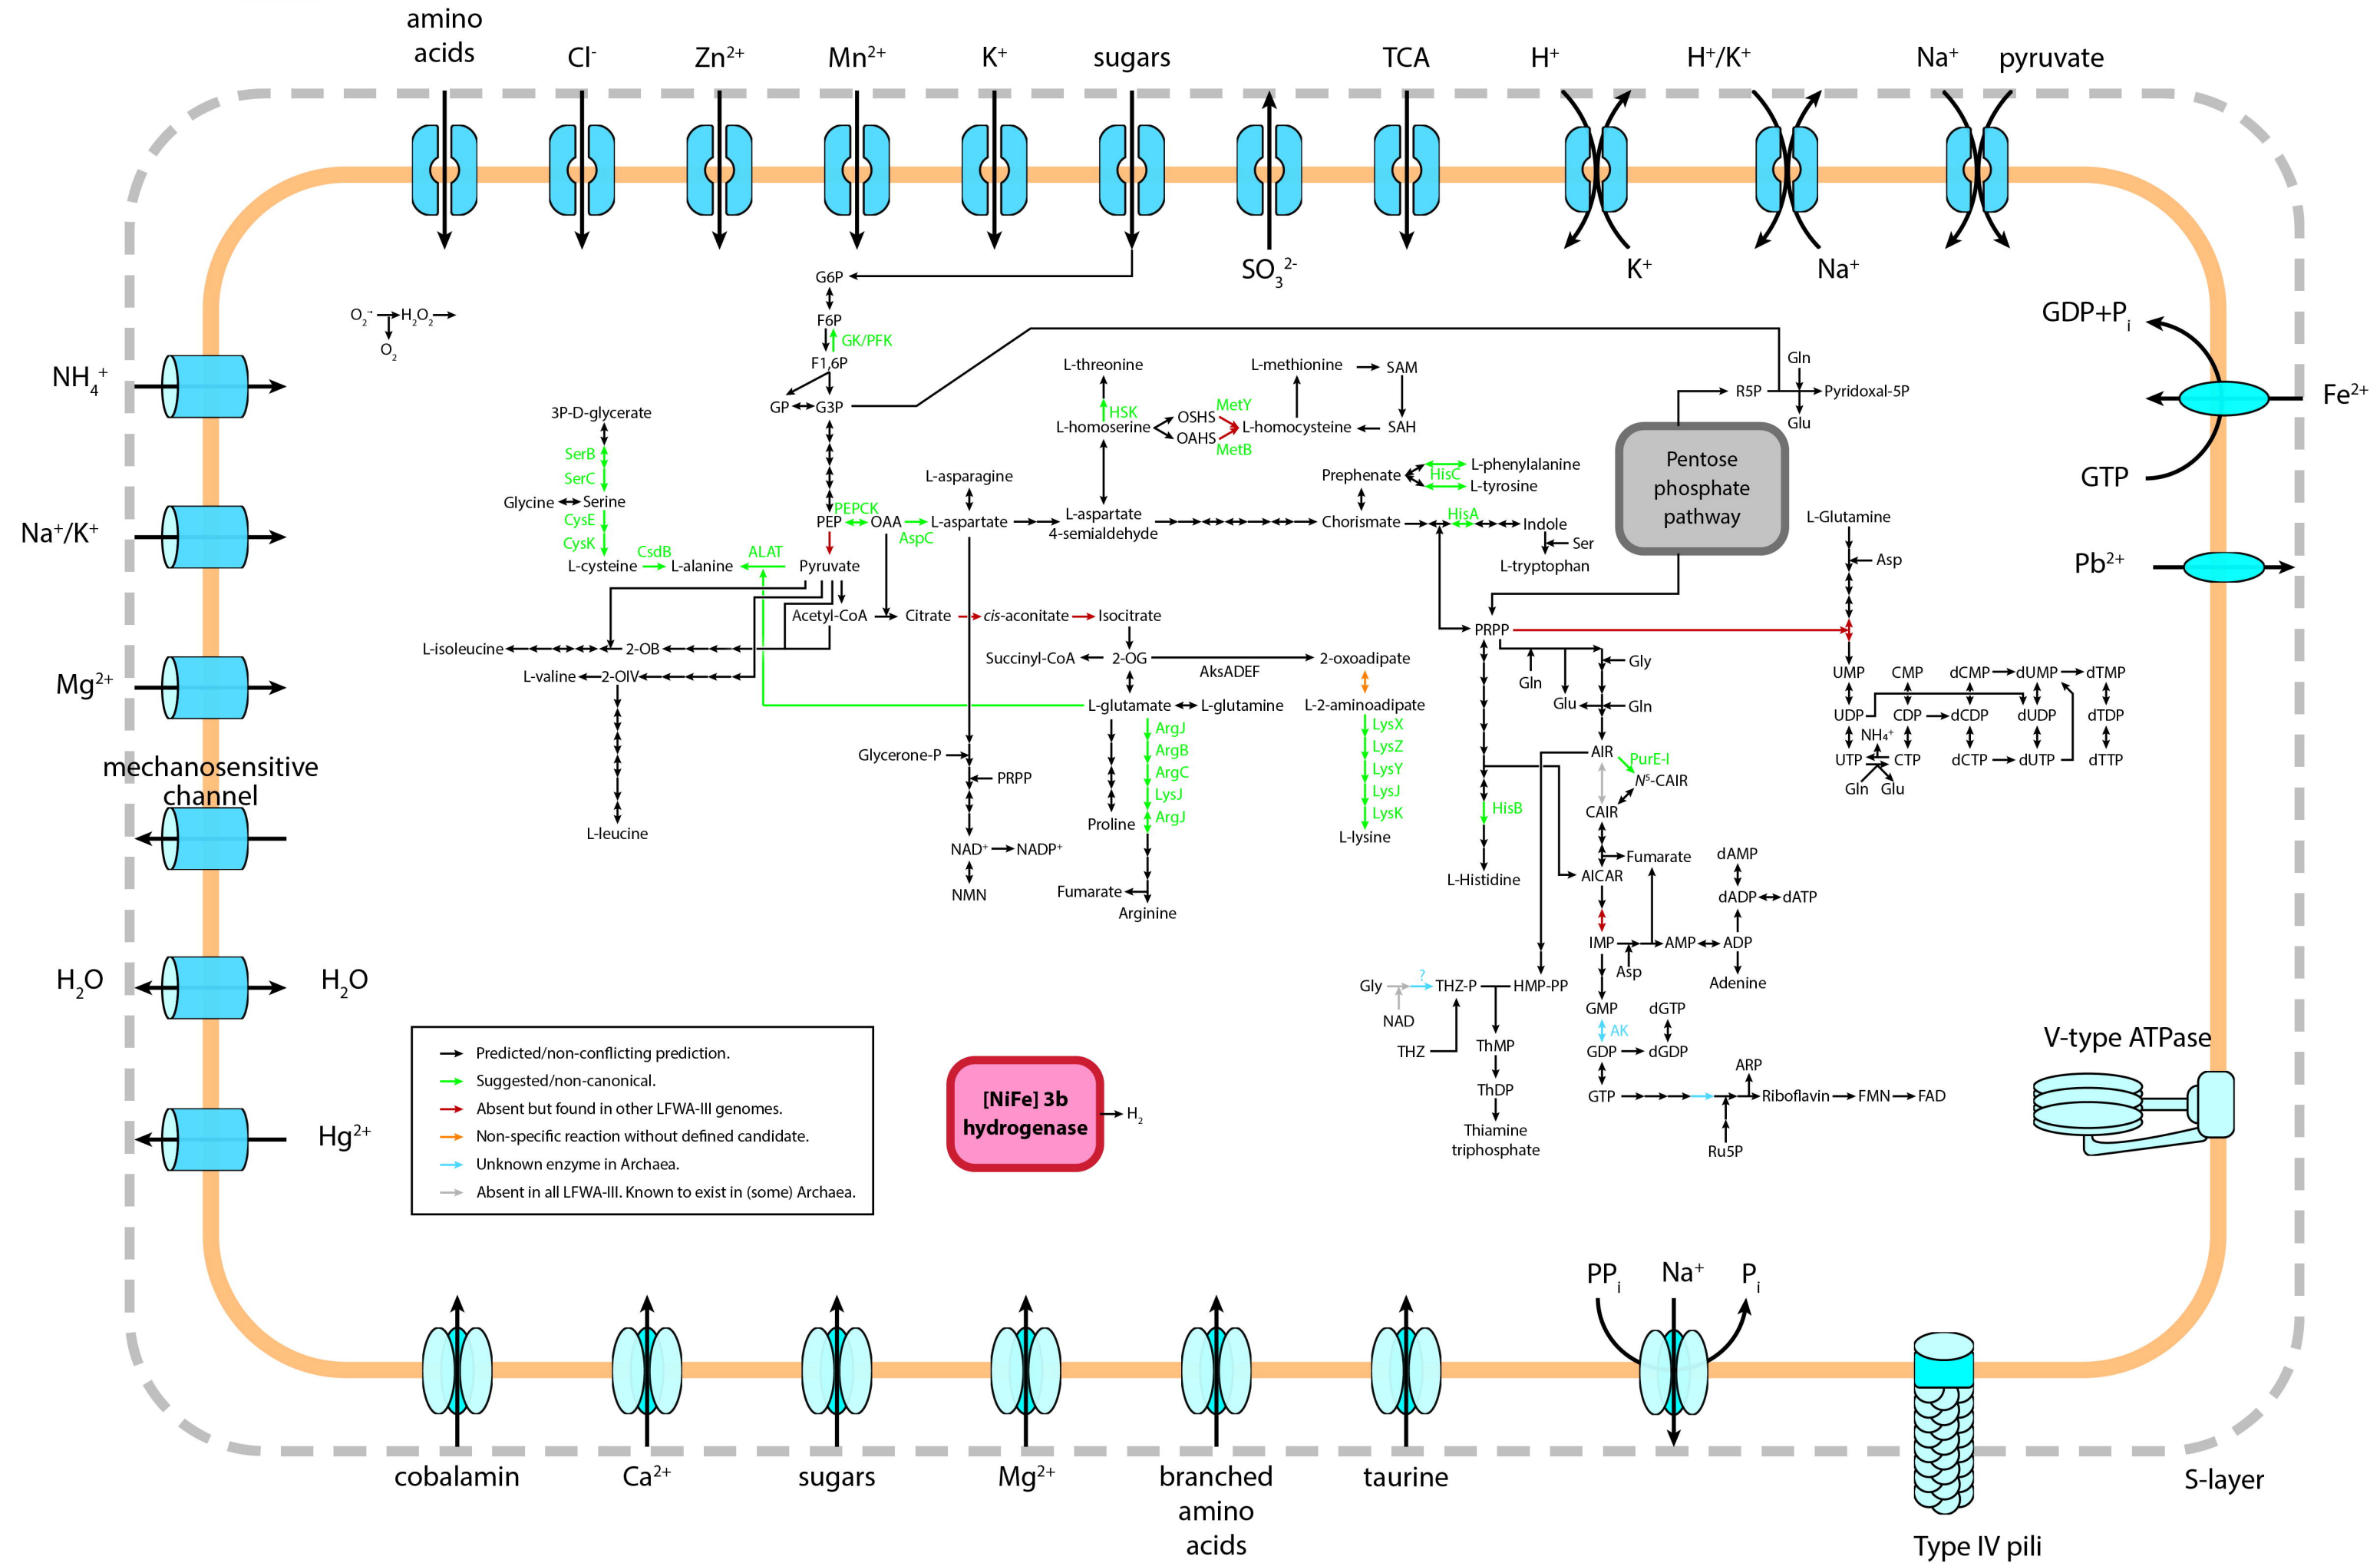 amino
acids
Cl-
Zn2+
Mn2+
K+
sugars
TCA
H+
H+/K+
Na+
pyruvate
SO32-
K+
Na+
G6P
F6P
GK/PFK
F1,6P
GP
G3P
O2-
H2O2
O2
GDP+Pi
Fe2+
GTP
Pb2+
NH4+
Na+/K+
Mg2+
mechanosensitive
channel
H2O
H2O
Hg2+
3P-D-glycerate
SerB
SerC
Glycine
Serine
CysE
CysK
L-cysteine
CsdB
L-alanine
ALAT
Pyruvate
PEP
PEPCK
OAA
AspC
L-aspartate
L-asparagine
L-threonine
HSK
L-homoserine
OSHS
OAHS
MetY
MetB
L-methionine
L-homocysteine
SAM
SAH
L-aspartate
4-semialdehyde
Chorismate
Prephenate
L-phenylalanine
HisC
L-tyrosine
HisA
Indole
Ser
L-tryptophan
Pentose
phosphate
pathway
R5P
Gln
Pyridoxal-5P
Glu
L-Glutamine
Asp
Acetyl-CoA
Citrate
cis-aconitate
Isocitrate
L-isoleucine
2-OB
L-valine
2-OIV
L-leucine
Succinyl-CoA
2-OG
AksADEF
2-oxoadipate
L-glutamate
L-glutamine
L-2-aminoadipate
ArgJ
ArgB
ArgC
LysJ
ArgJ
LysX
LysZ
LysY
LysJ
LysK
L-lysine
Proline
Fumarate
Arginine
Glycerone-P
PRPP
NAD+
NADP+
NMN
PRPP
Gln
Glu
Gly
Gln
AIR
PurE-I
N5-CAIR
CAIR
HisB
L-Histidine
Fumarate
AICAR
IMP
Asp
AMP
ADP
Adenine
dAMP
dADP
dATP
UMP
CMP
dCMP
dUMP
dTMP
UDP
CDP
dCDP
dUDP
dTDP
NH4+
UTP
CTP
dCTP
dUTP
dTTP
Gln
Glu
Gly
?
THZ-P
HMP-PP
NAD
THZ
ThMP
ThDP
Thiamine
triphosphate
GMP
dGTP
AK
GDP
dGDP
GTP
ARP
Riboflavin
FMN
FAD
Ru5P
V-type ATPase
Predicted/non-conflicting prediction.
Suggested/non-canonical.
Absent but found in other LFWA-III genomes.
Non-specific reaction without defined candidate.
Unknown enzyme in Archaea.
Absent in all LFWA-III. Known to exist in (some) Archaea.
[NiFe] 3b
hydrogenase
H2
PPi
Na+
Pi
cobalamin
Ca2+
sugars
Mg2+
branched
amino
acids
taurine
Type IV pili
S-layer